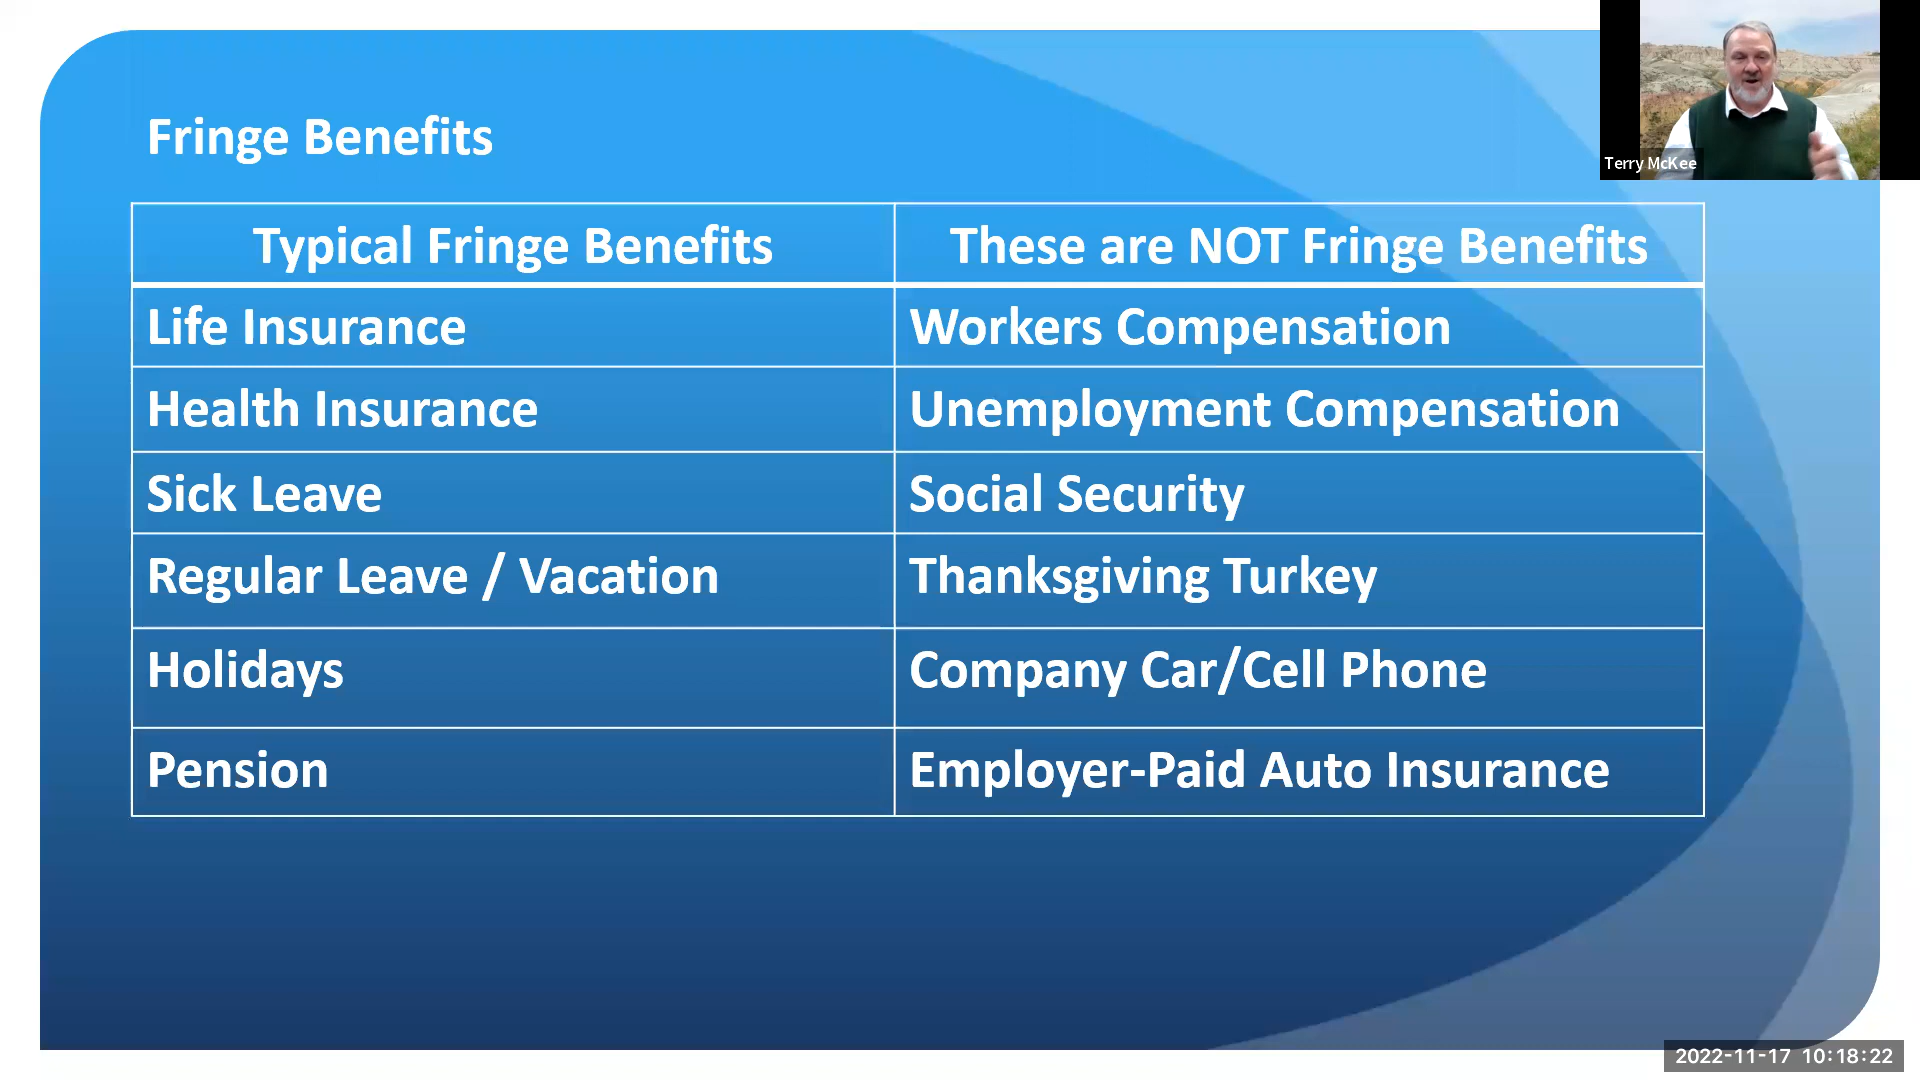 Fringe Benefits
Terry McKee
Typical Fringe Benefits
These are NOT Fringe Benefits
Life Insurance
Workers Compensation
Health Insurance
Unemployment Compensation
Sick Leave
Social Security
Regular Leave / Vacation
Thanksgiving Turkey
Holidays
Company Car/Cell Phone
Pension
Employer-Paid Auto Insurance
2022-11-17 10:18:22